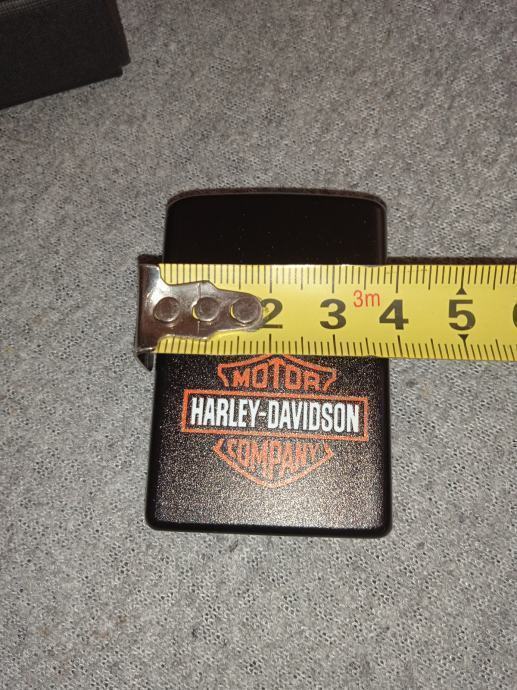 2 3 3m 4 5
MOTOR
HARLEY-DAVIDSON
COMPANY